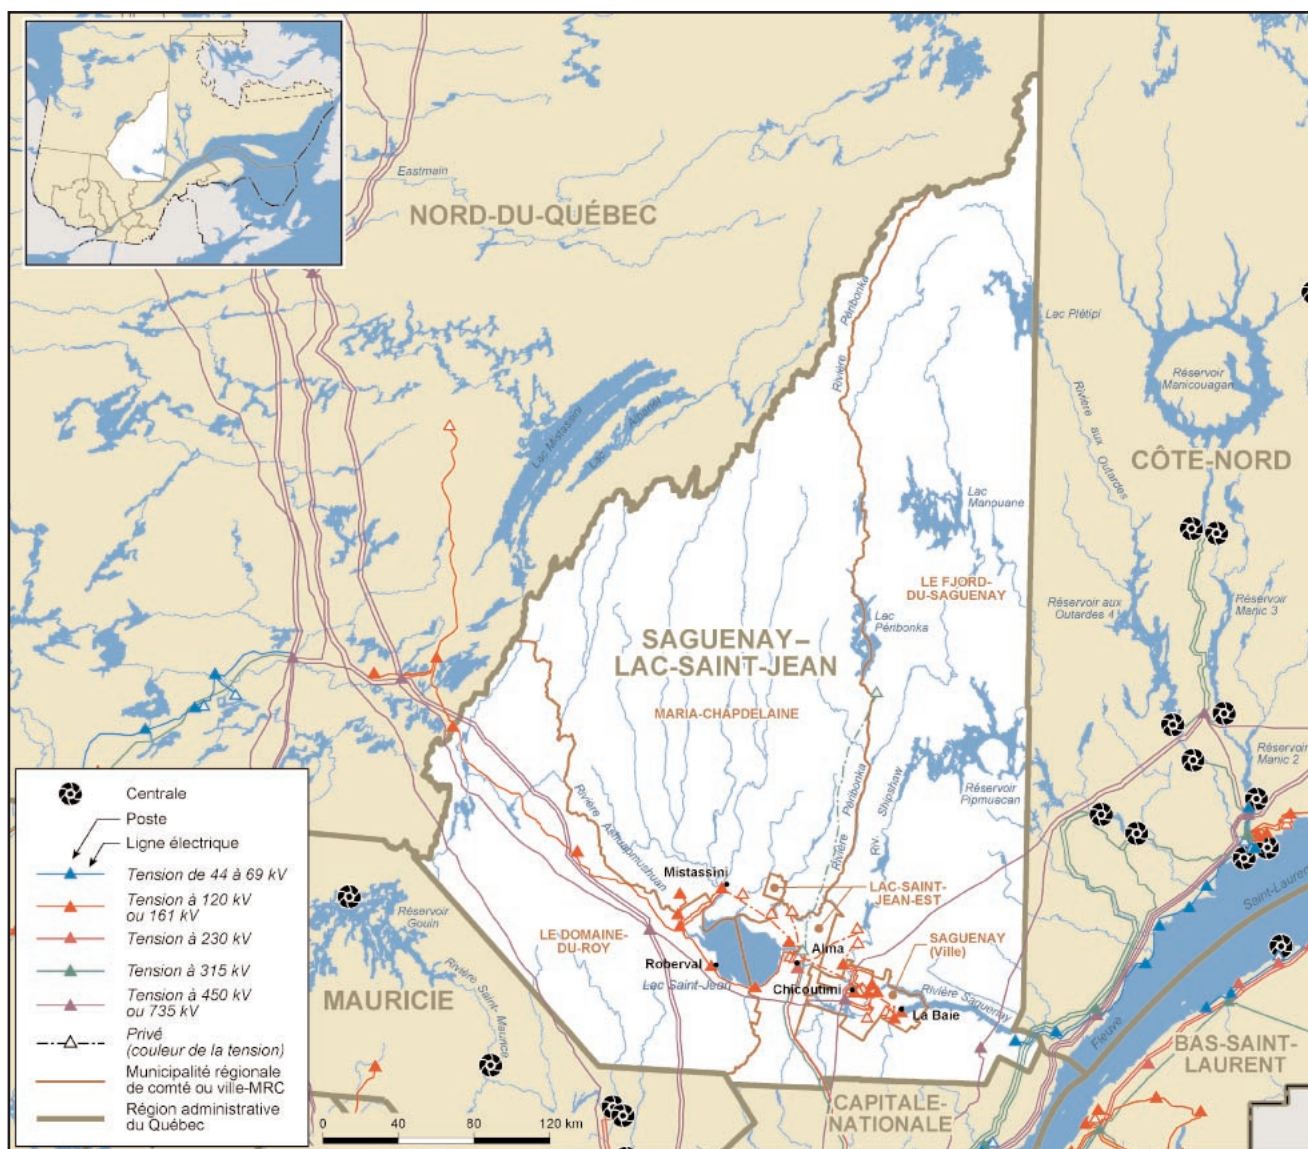 Eastmain
NORD-DU-QUÉBEC
Rivière
Péribonka
Lac Plétipi
Réservoir
Manicouagan
Rivière aux Outardes
Lac Mistassini
Lac Albanel
CÔTE-NORD
Lac
Manouane
LE FJORD-
DU-SAGUENAY
Réservoir aux
Outardes 4
Réservoir
Manic 3
Lac
Péribonka
SAGUENAY–
LAC-SAINT-JEAN
MARIA-CHAPDELAINE
Réservoir
Manic 2
Réservoir
Pipmuacan
Riv. Shipshaw
Rivière Péribonka
Rivière Ashuapmushuan
Mistassini
LAC-SAINT-
JEAN-EST
LE DOMAINE-
DU-ROY
Alma
SAGUENAY
(Ville)
Roberval
Lac Saint-Jean
Chicoutimi
Rivière Saguenay
La Baie
Réservoir
Gouin
MAURICIE
Rivière Saint-Maurice
Fleuve
Saint-Laurent
BAS-SAINT-
LAURENT
CAPITALE-
NATIONALE
Centrale
Poste
Ligne électrique
Tension de 44 à 69 kV
Tension à 120 kV
ou 161 kV
Tension à 230 kV
Tension à 315 kV
Tension à 450 kV
ou 735 kV
Privé
(couleur de la tension)
Municipalité régionale
de comté ou ville-MRC
Région administrative
du Québec
0 40 80 120 km